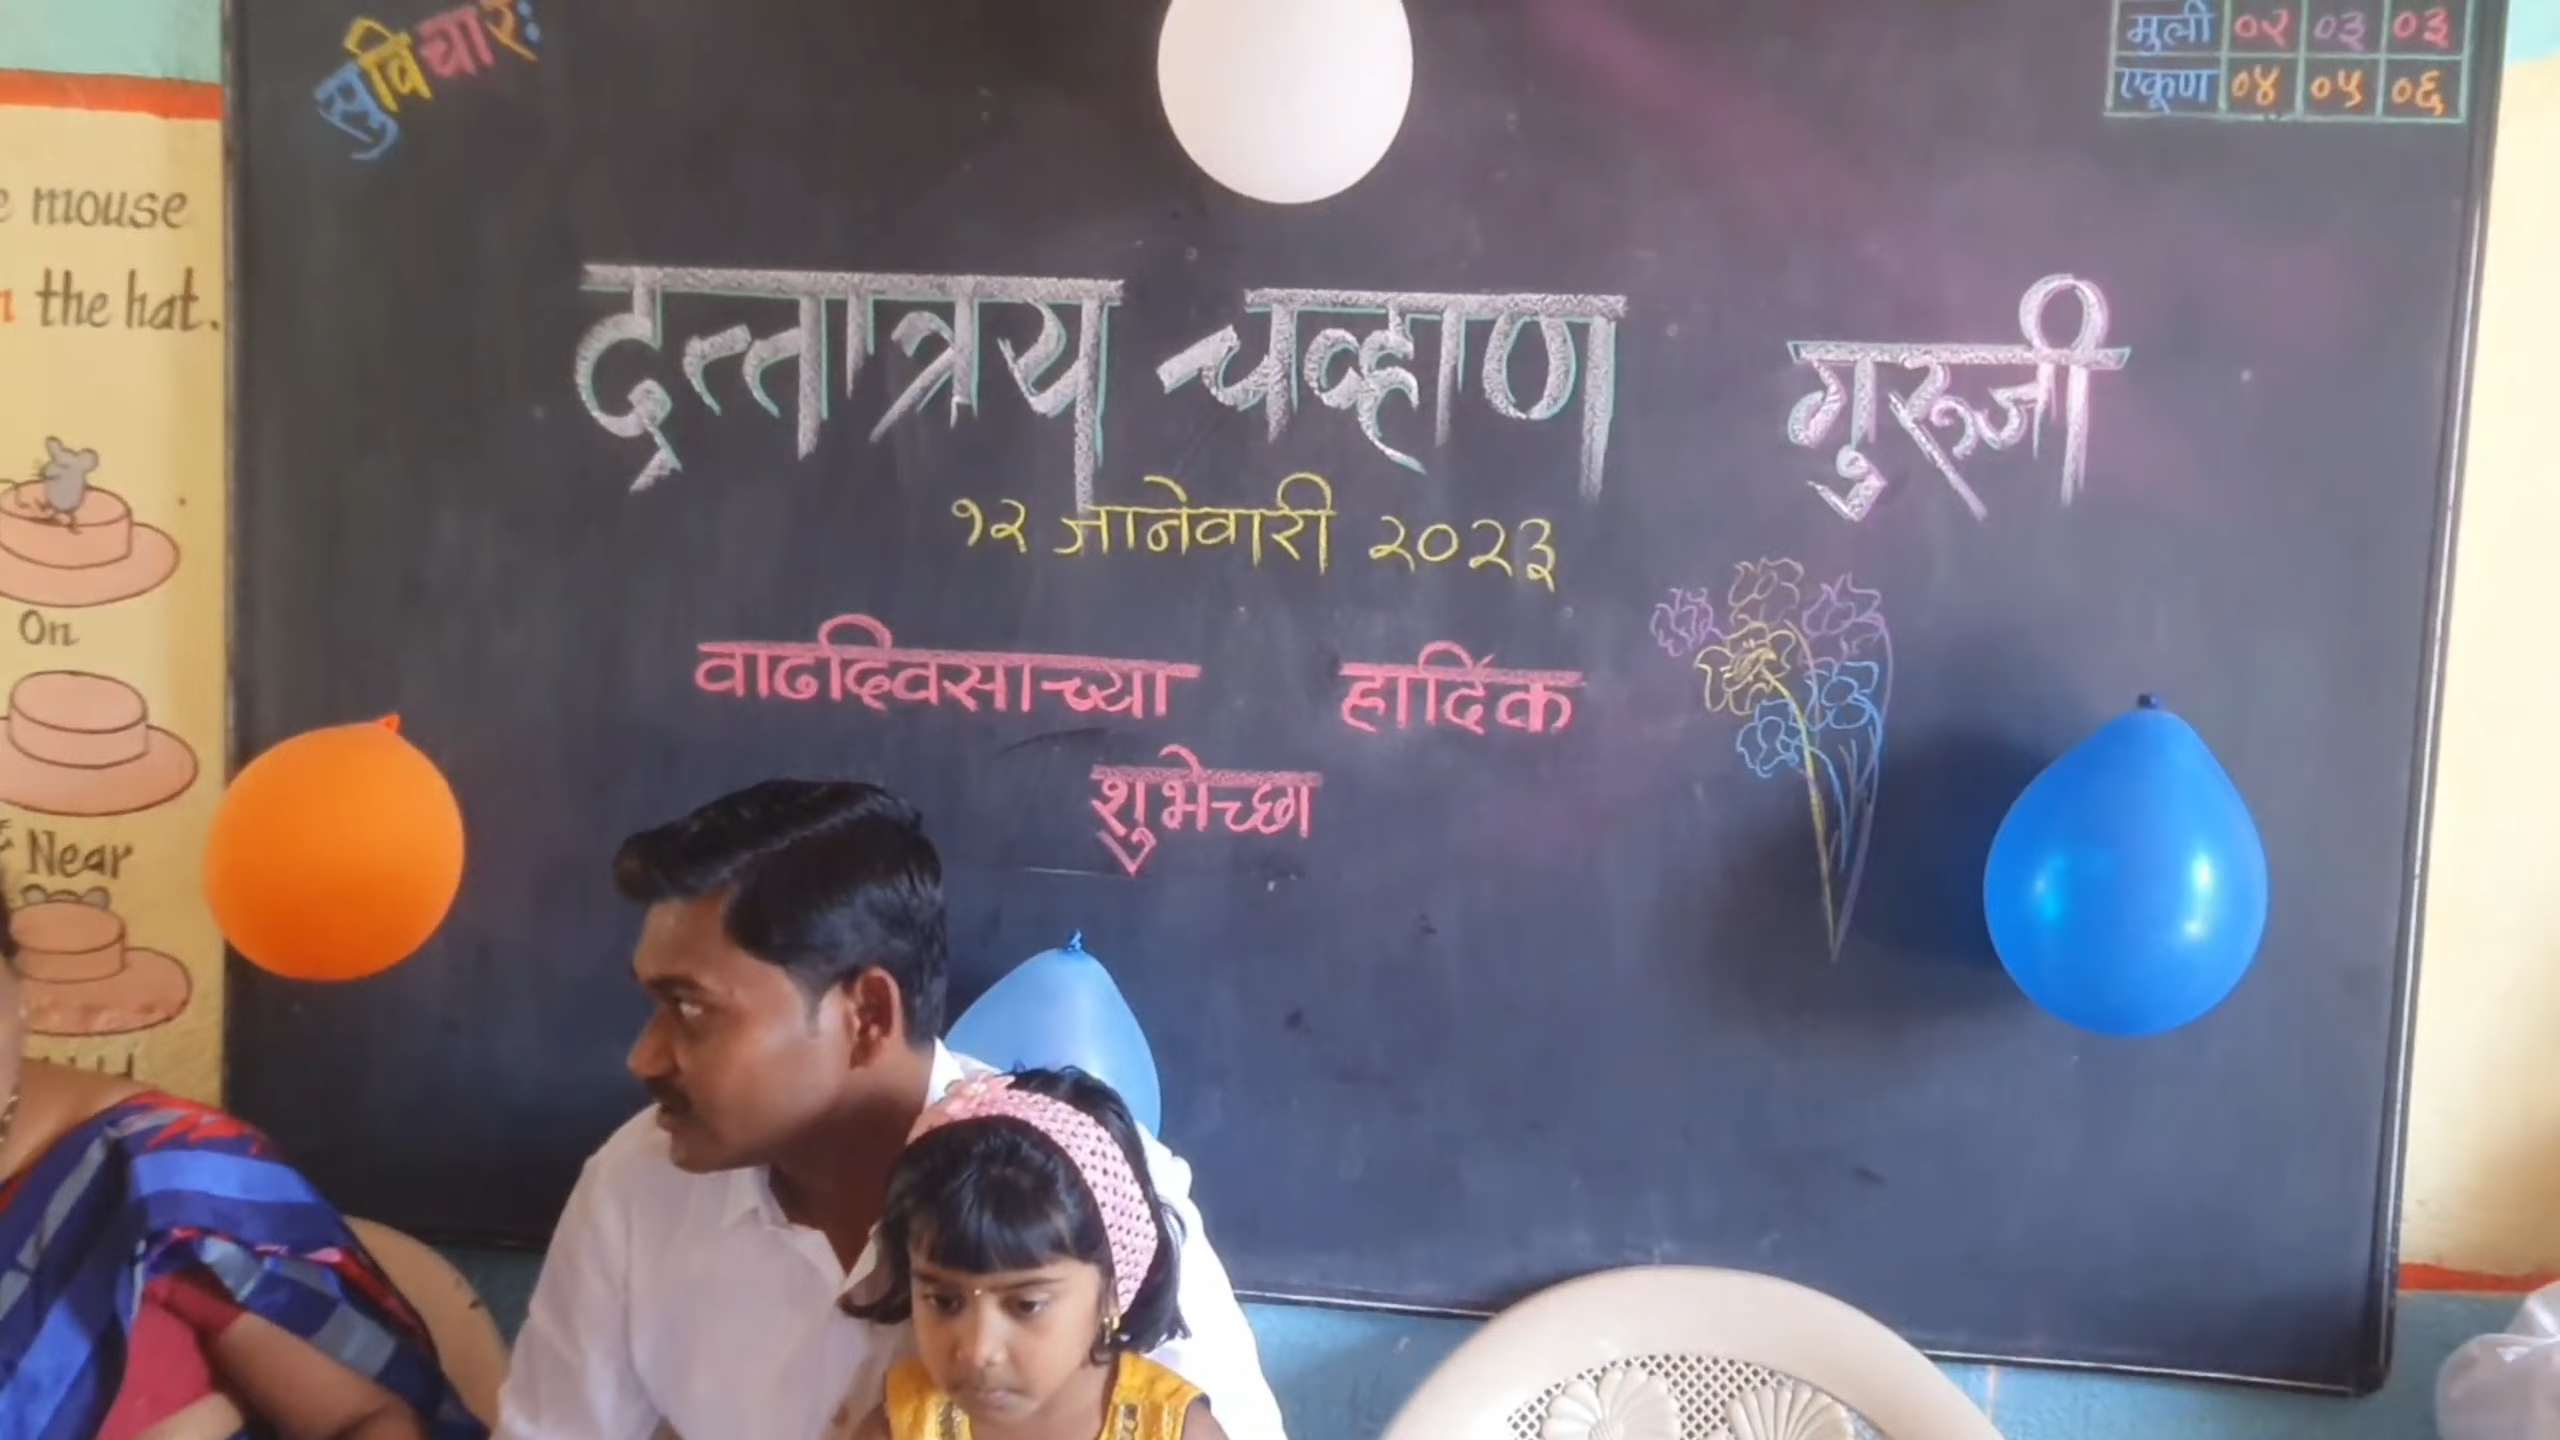 सुविचार:
मुली ०२ ०३ ०३
एकूण ०४ ०५ ०६
mouse
the hat.
दत्तात्रय चव्हाण गुरूजी
१२ जानेवारी २०२३
वाढदिवसाच्या हार्दिक
शुभेच्छा
On
Near